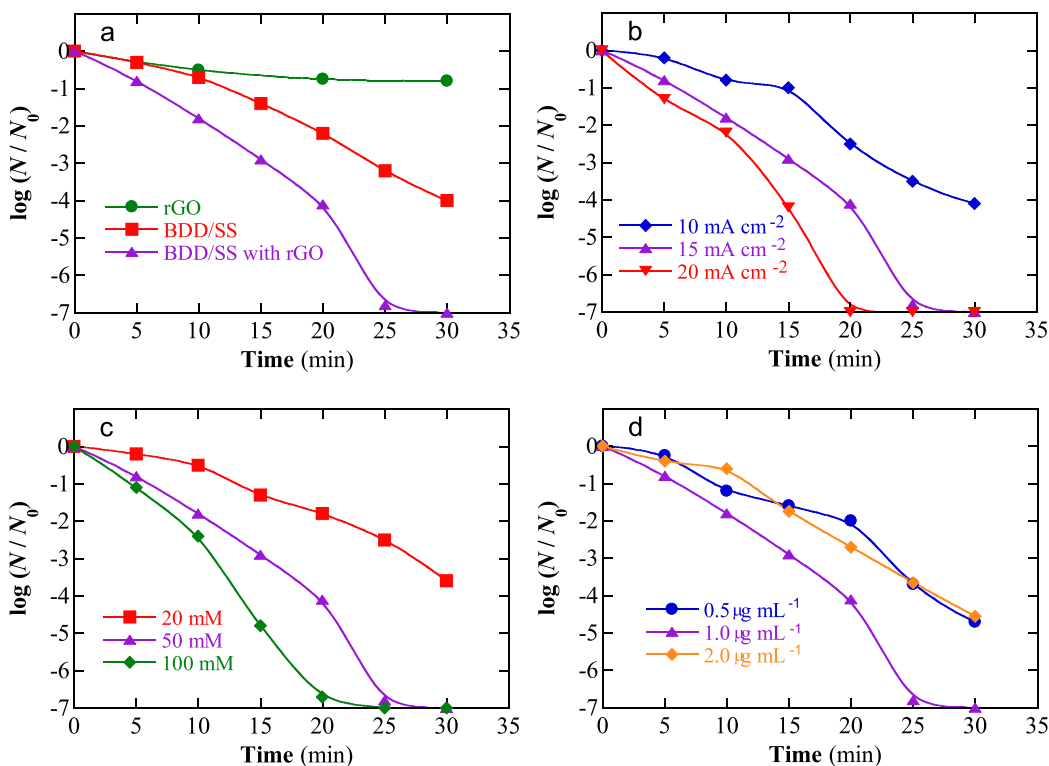 a
0
-1
-2
-3
-4
-5
-6
-7
log (N / N0)
rGO
BDD/SS
BDD/SS with rGO
0 5 10 15 20 25 30 35
Time (min)
b
0
-1
-2
-3
-4
-5
-6
-7
log (N / N0)
10 mA cm-2
15 mA cm-2
20 mA cm-2
0 5 10 15 20 25 30 35
Time (min)
c
0
-1
-2
-3
-4
-5
-6
-7
log (N / N0)
20 mM
50 mM
100 mM
0 5 10 15 20 25 30 35
Time (min)
d
0
-1
-2
-3
-4
-5
-6
-7
log (N / N0)
0.5µg mL-1
1.0µg mL-1
2.0µg mL-1
0 5 10 15 20 25 30 35
Time (min)